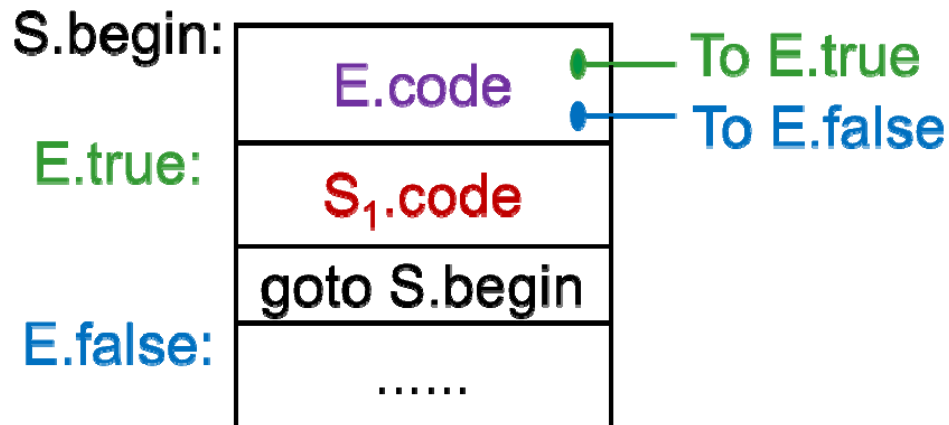 S.begin:
E.code
To E.true
To E.false
E.true:
S₁.code
goto S.begin
E.false:
......